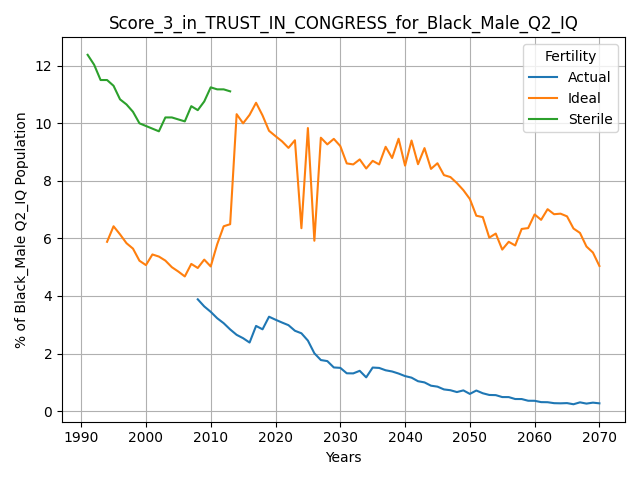 Score_3_in_TRUST_IN_CONGRESS_for_Black_Male_Q2_IQ
Fertility
Actual
Ideal
Sterile
% of Black_Male Q2_IQ Population
12
10
8
6
4
2
0
1990
2000
2010
2020
2030
2040
2050
2060
2070
Years